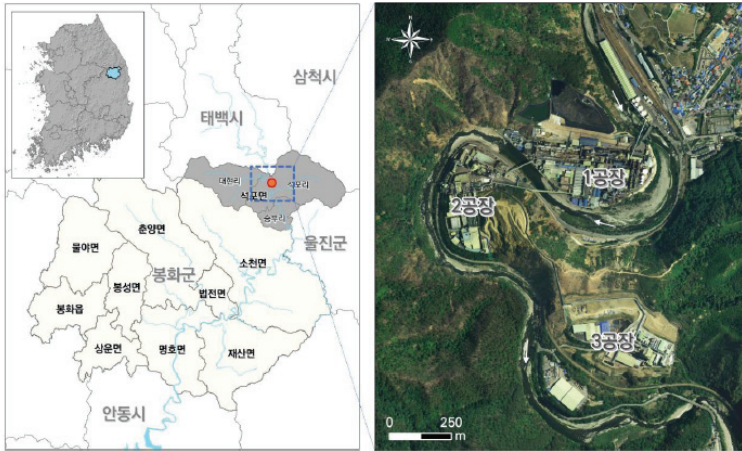 삼척시
태백시
대현리
석포리
석포면
승부리
울진군
춘양면
물야면
소천면
봉성면
봉화군
법전면
봉화읍
상운면
명호면
재산면
안동시
N
1공장
2공장
3공장
0 250
m